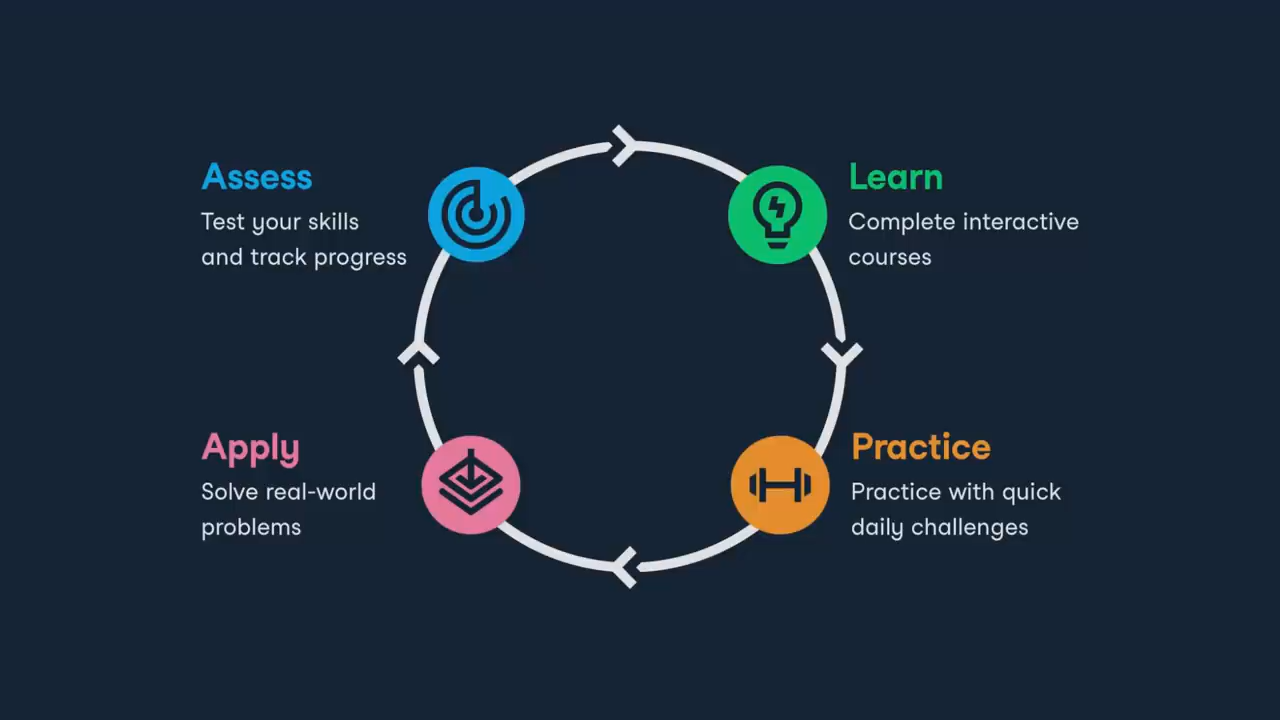 Assess
Test your skills
and track progress
Learn
Complete interactive
courses
Apply
Solve real-world
problems
Practice
Practice with quick
daily challenges